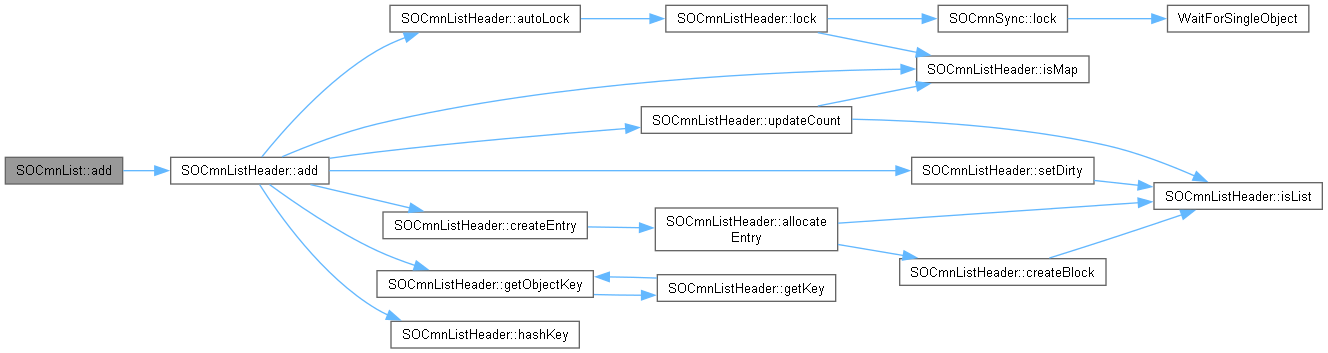 SOCmnListHeader::autoLock
SOCmnListHeader::lock
SOCmnSync::lock
WaitForSingleObject
SOCmnListHeader::isMap
SOCmnListHeader::updateCount
SOCmnList::add
SOCmnListHeader::add
SOCmnListHeader::setDirty
SOCmnListHeader::isList
SOCmnListHeader::createEntry
SOCmnListHeader::allocate
Entry
SOCmnListHeader::createBlock
SOCmnListHeader::getObjectKey
SOCmnListHeader::getKey
SOCmnListHeader::hashKey